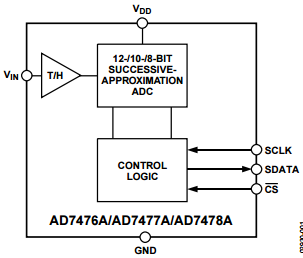 VDD
12-/10-/8-BIT
SUCCESSIVE-
APPROXIMATION
ADC
VIN
T/H
CONTROL
LOGIC
SCLK
SDATA
CS
AD7476A/AD7477A/AD7478A
GND